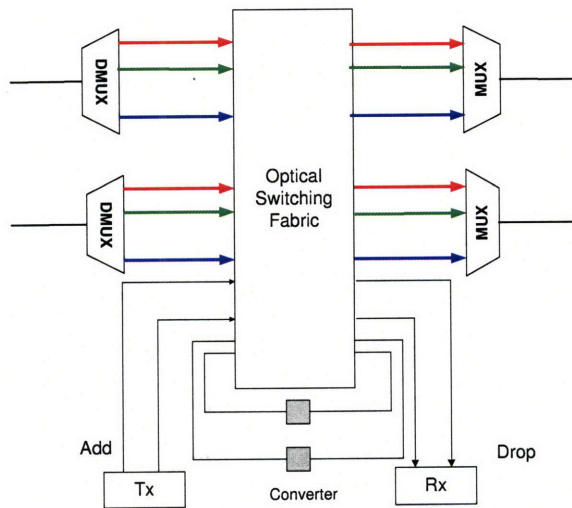 DMUX
MUX
Optical
Switching
Fabric
DMUX
MUX
Add
Drop
Tx
Converter
Rx